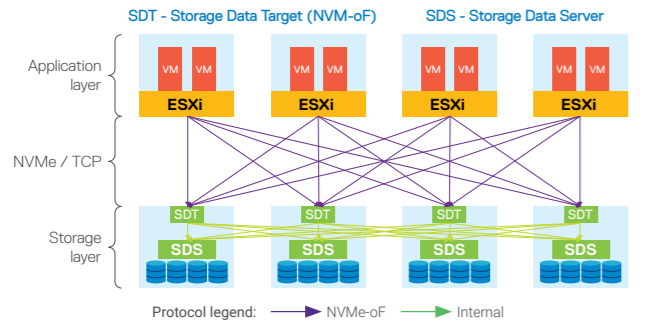 SDT - Storage Data Target (NVM-oF) SDS - Storage Data Server
Application
layer
VM VM VM VM VM VM VM VM
ESXi ESXi ESXi ESXi
NVMe / TCP
SDT SDT SDT SDT
Storage
layer
SDS SDS SDS SDS
Protocol legend: NVMe-oF Internal